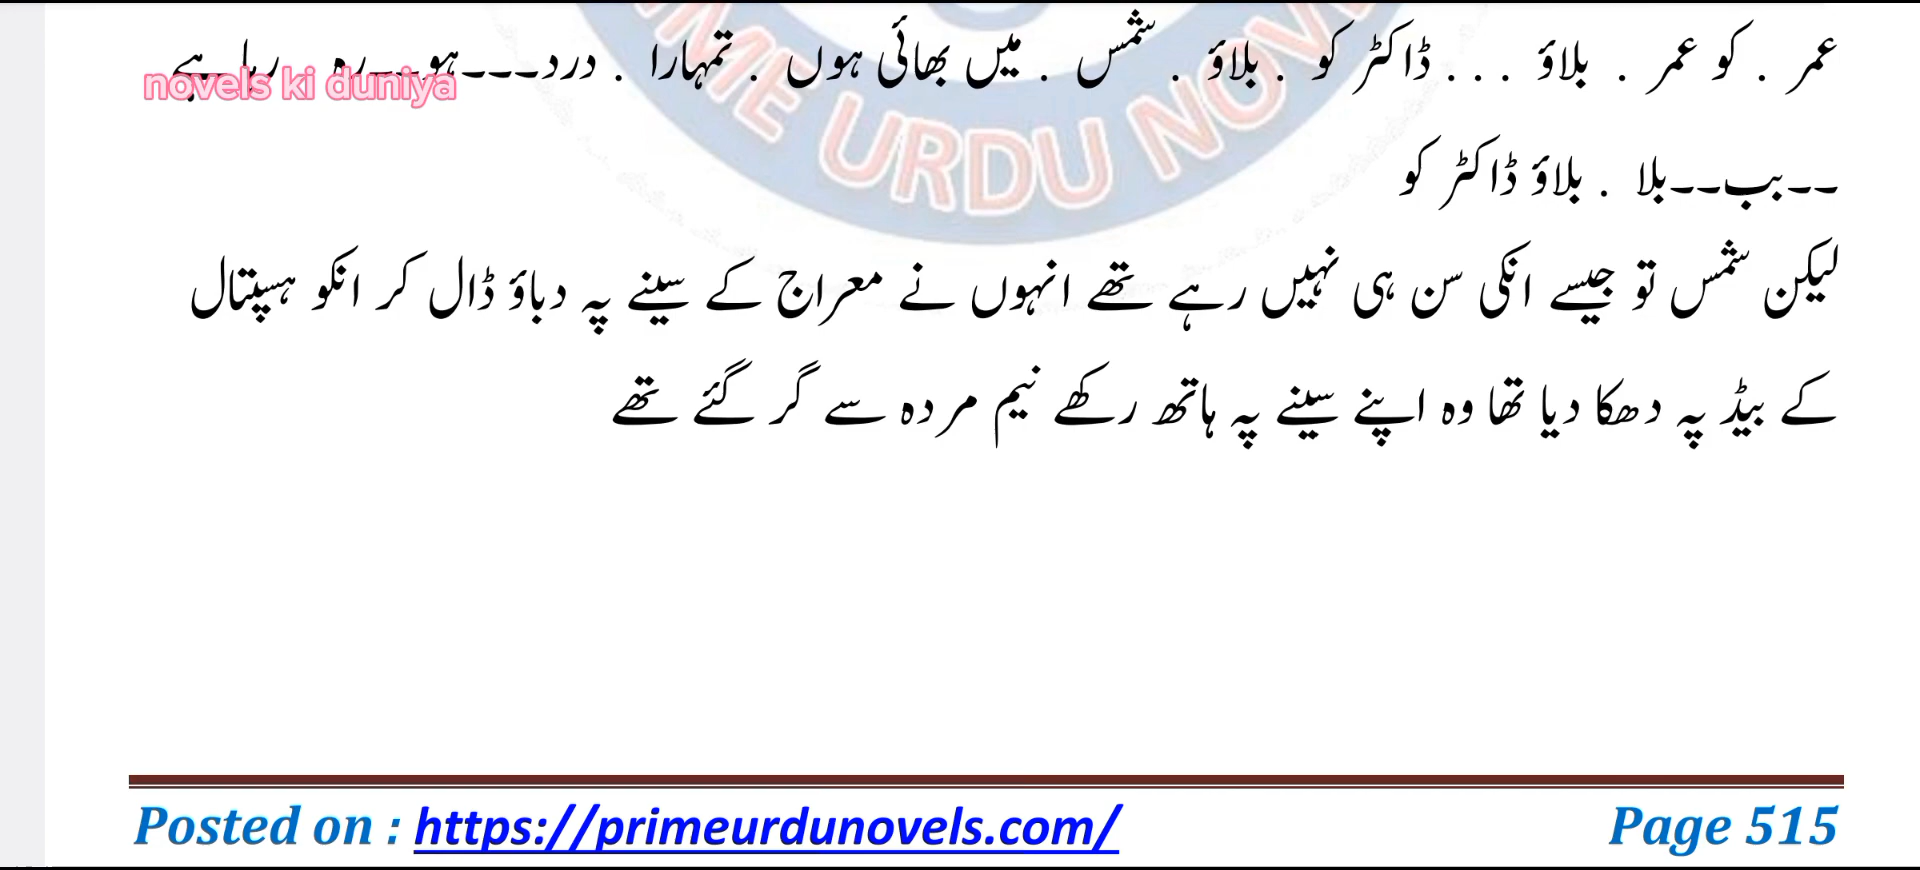 عمر . کو عمر . بلاؤ . . . ڈاکٹر کو . بلاؤ . شمس . میں بھائی ہوں . تمہارا . درد---ہو--رہ رہا ہے
novels ki duniya
--بب--بلا . بلاؤ ڈاکٹر کو
PRIME URDU NOVE
لیکن شمس تو جیسے انکی سن ہی نہیں رہے تھے انہوں نے معراج کے سینے پہ دباؤ ڈال کر انکو ہسپتال
کے بیڈ پہ دھکا دیا تھا وہ اپنے سینے پہ ہاتھ رکھے نیم مردہ سے گر گئے تھے
Posted on : https://primeurdunovels.com/ Page 515